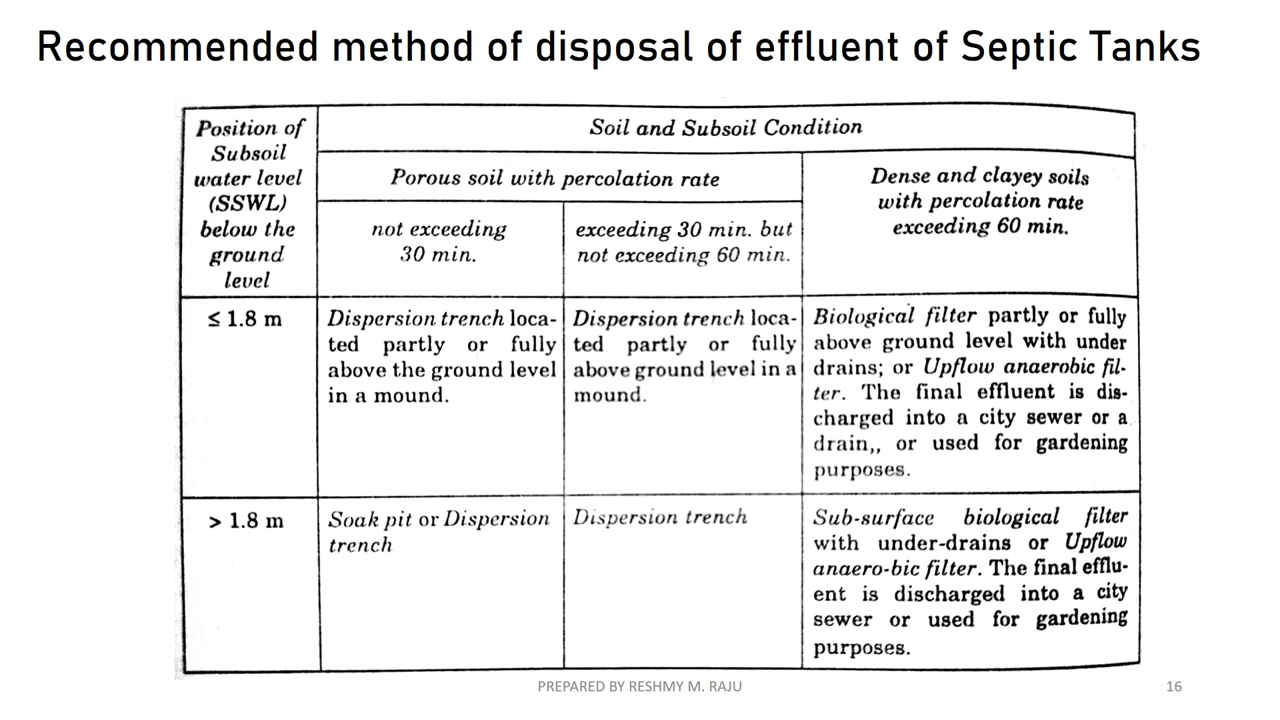 Recommended method of disposal of effluent of Septic Tanks
Position of
Subsoil
water level
(SSWL)
below the
ground
level
Soil and Subsoil Condition
Porous soil with percolation rate
not exceeding
30 min.
exceeding 30 min. but
not exceeding 60 min.
Dense and clayey soils
with percolation rate
exceeding 60 min.
≤ 1.8 m
Dispersion trench loca-
ted partly or fully
above the ground level
in a mound.
Dispersion trench loca-
ted partly or fully
above ground level in a
mound.
Biological filter partly or fully
above ground level with under
drains; or Upflow anaerobic fil-
ter. The final effluent is dis-
charged into a city sewer or a
drain,, or used for gardening
purposes.
> 1.8 m
Soak pit or Dispersion
trench
Dispersion trench
Sub-surface biological filter
with under-drains or Upflow
anaero-bic filter. The final efflu-
ent is discharged into a city
sewer or used for gardening
purposes.
PREPARED BY RESHMY M. RAJU
16